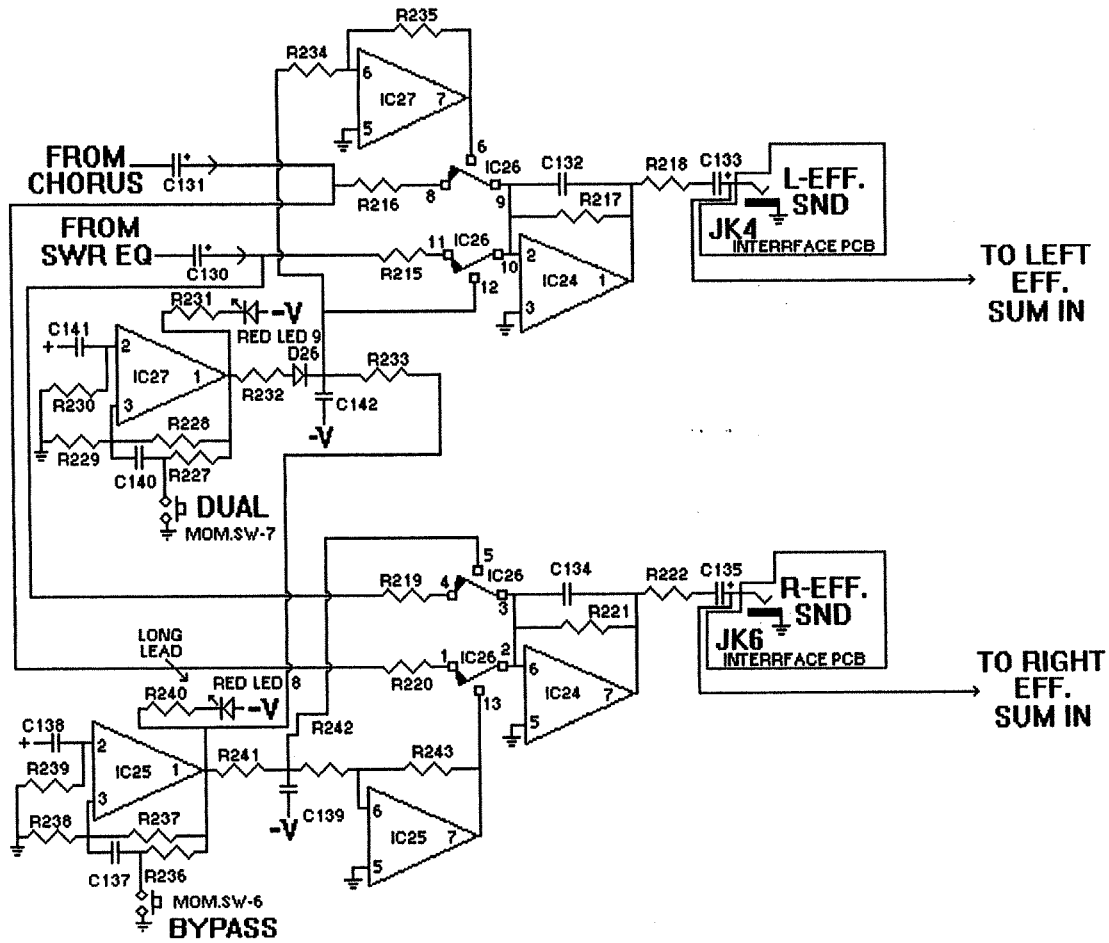 R235
R234
6
IC27
7
5
6
FROM
CHORUS
+
C131
R216
8
IC26
9
C132
R217
R218
C133
+
L-EFF.
SND
JK4
INTERRFACE PCB
FROM
SWR EQ
+
C130
R215
11
IC26
10
12
2
IC24
1
3
TO LEFT
EFF.
SUM IN
R231
-V
RED LED 9
C141
+
2
IC27
1
3
R230
R232
D26
R233
C142
-V
R229
R228
C140
R227
DUAL
MOM.SW-7
5
R219
4
IC26
3
C134
R221
R222
C135
+
R-EFF.
SND
JK6
INTERRFACE PCB
R220
1
IC26
2
13
6
IC24
7
5
TO RIGHT
EFF.
SUM IN
LONG
LEAD
R240
RED LED 8
-V
C138
+
2
IC25
1
3
R239
R241
R242
R243
C139
-V
6
IC25
7
5
R238
R237
C137
R236
MOM.SW-6
BYPASS